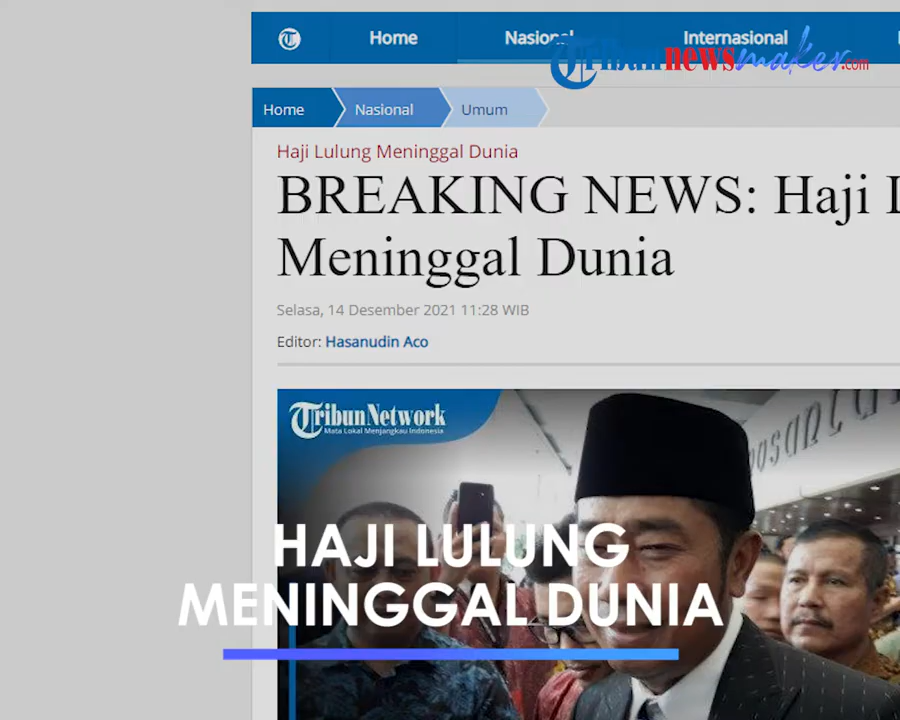 Home Nasional Internasional
Tribunnewsmaker.com
Home Nasional Umum
Haji Lulung Meninggal Dunia
BREAKING NEWS: Haji
Meninggal Dunia
Selasa, 14 Desember 2021 11:28 WIB
Editor: Hasanudin Aco
TribunNetwork
Mata Lokal Menjangkau Indonesia
HAJI LULUNG
MENINGGAL DUNIA